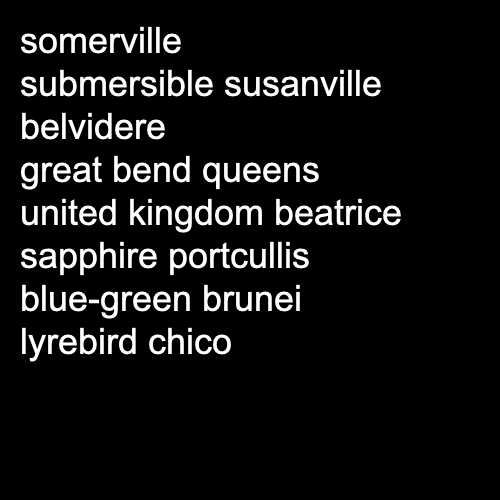 somerville
submersible susanville
belvidere
great bend queens
united kingdom beatrice
sapphire portcullis
blue-green brunei
lyrebird chico